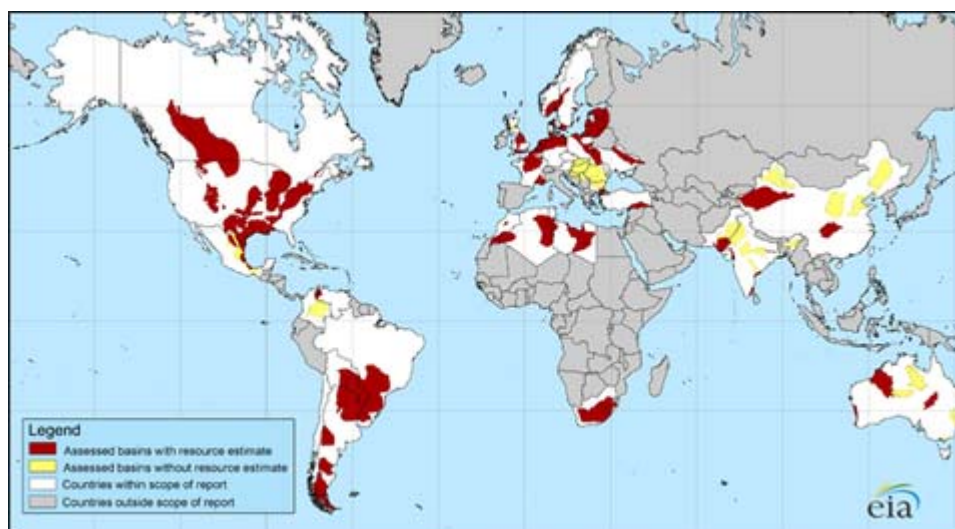 Legend
Assessed basins with resource estimate
Assessed basins without resource estimate
Countries within scope of report
Countries outside scope of report
eia